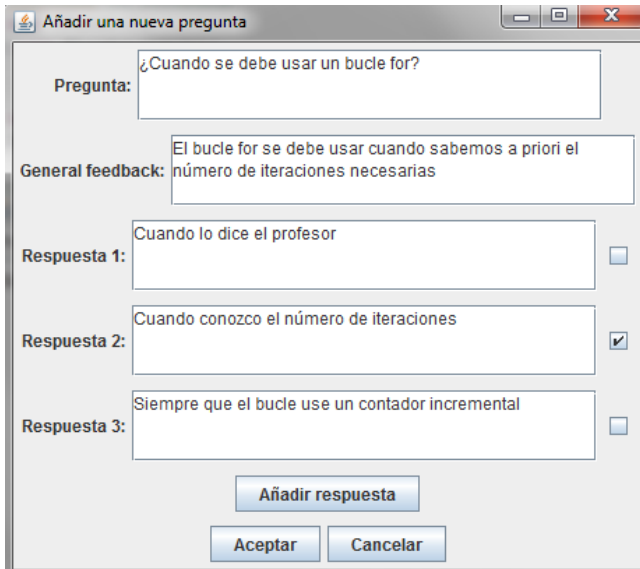 Añadir una nueva pregunta
Pregunta: ¿Cuando se debe usar un bucle for?
General feedback: El bucle for se debe usar cuando sabemos a priori el
número de iteraciones necesarias
Respuesta 1: Cuando lo dice el profesor
Respuesta 2: Cuando conozco el número de iteraciones
Respuesta 3: Siempre que el bucle use un contador incremental
Añadir respuesta
Aceptar Cancelar